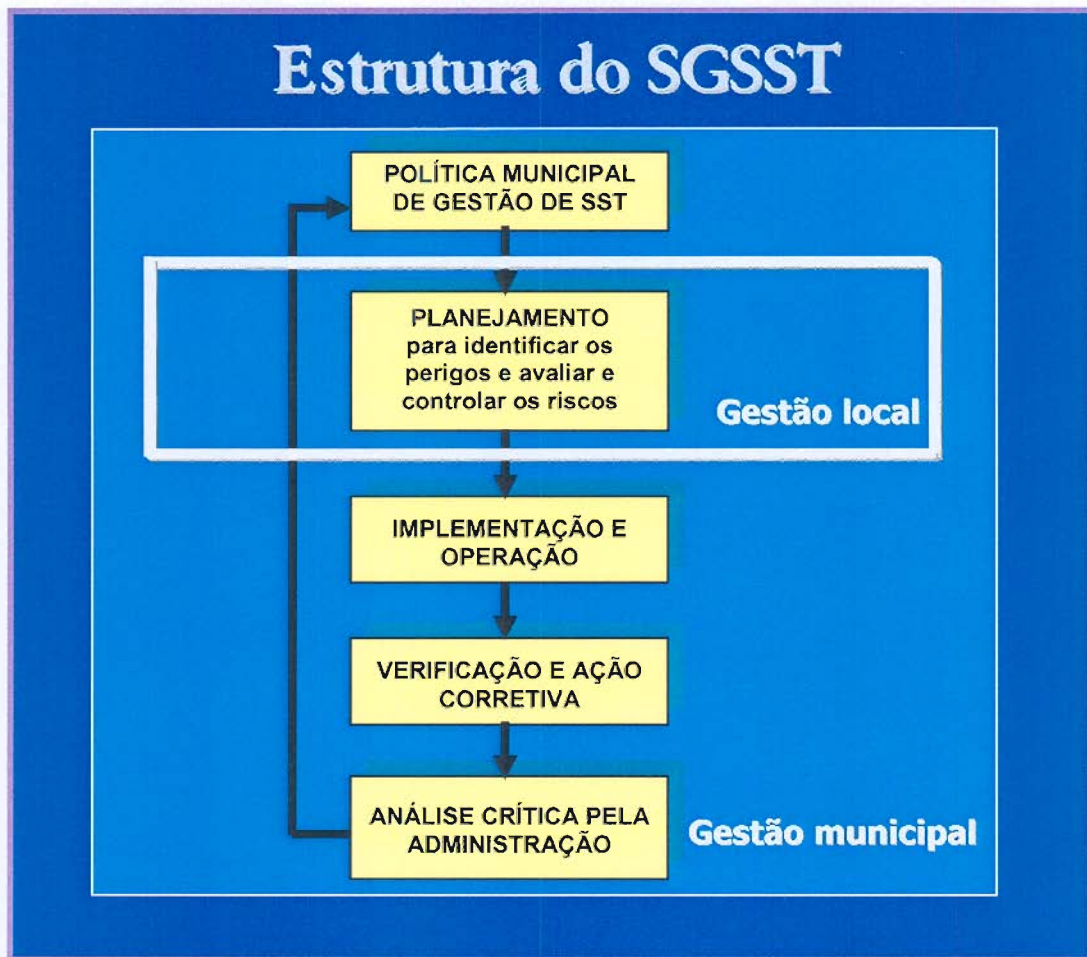 Estrutura do SGSST
POLÍTICA MUNICIPAL
DE GESTÃO DE SST
PLANEJAMENTO
para identificar os
perigos e avaliar e
controlar os riscos
Gestão local
IMPLEMENTAÇÃO E
OPERAÇÃO
VERIFICAÇÃO E AÇÃO
CORRETIVA
ANÁLISE CRÍTICA PELA
ADMINISTRAÇÃO
Gestão municipal